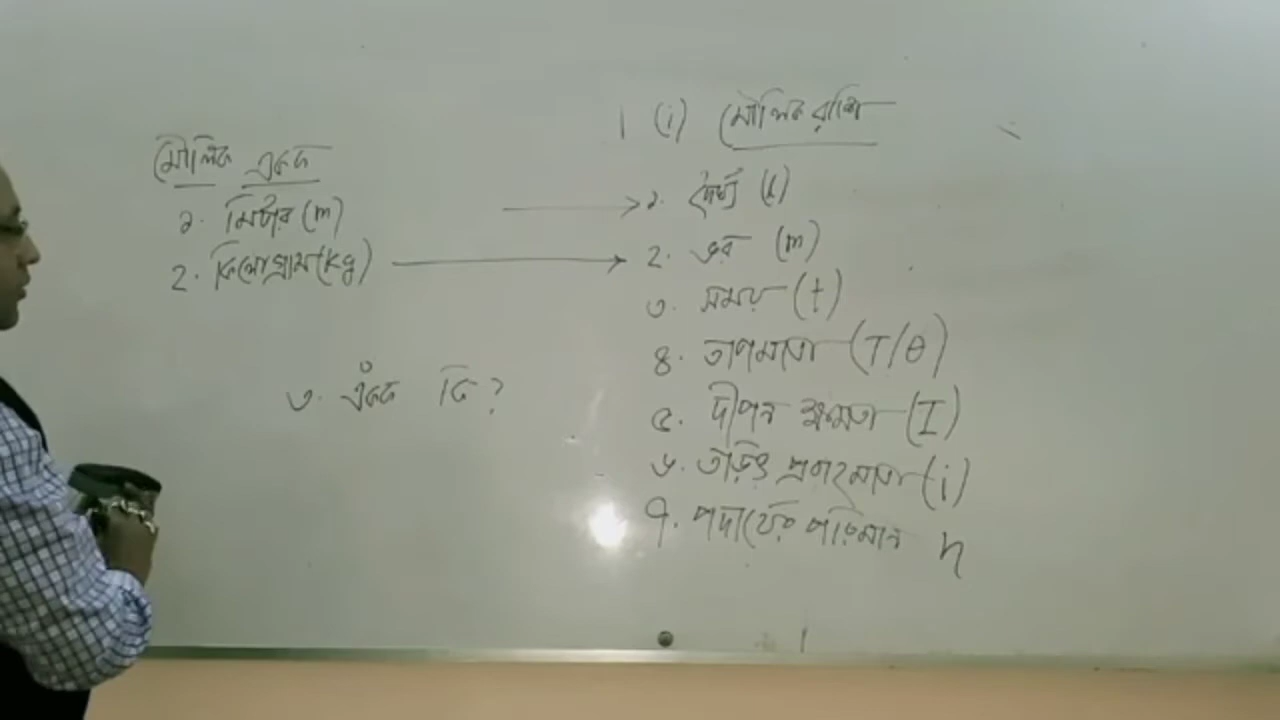 মৌলিক একক
১. মিটার (m)
২. কিলোগ্রাম (kg)
৩. একক কি?
1 (i) মৌলিক রাশি
১. দৈর্ঘ্য (l)
২. ভর (m)
৩. সময় (t)
৪. তাপমাত্রা (T/θ)
৫. দীপন ক্ষমতা (I)
৬. তড়িৎ প্রবাহমাত্রা (i)
৭. পদার্থের পরিমান n